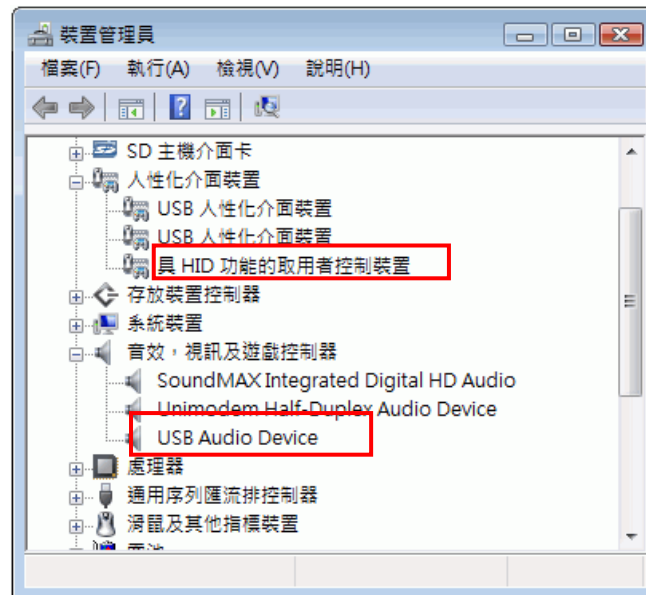 裝置管理員
檔案(F) 執行(A) 檢視(V) 說明(H)
SD 主機介面卡
人性化介面裝置
USB 人性化介面裝置
USB 人性化介面裝置
具 HID 功能的取用者控制裝置
存放裝置控制器
系統裝置
音效，視訊及遊戲控制器
SoundMAX Integrated Digital HD Audio
Unimodem Half-Duplex Audio Device
USB Audio Device
處理器
通用序列匯流排控制器
滑鼠及其他指標裝置